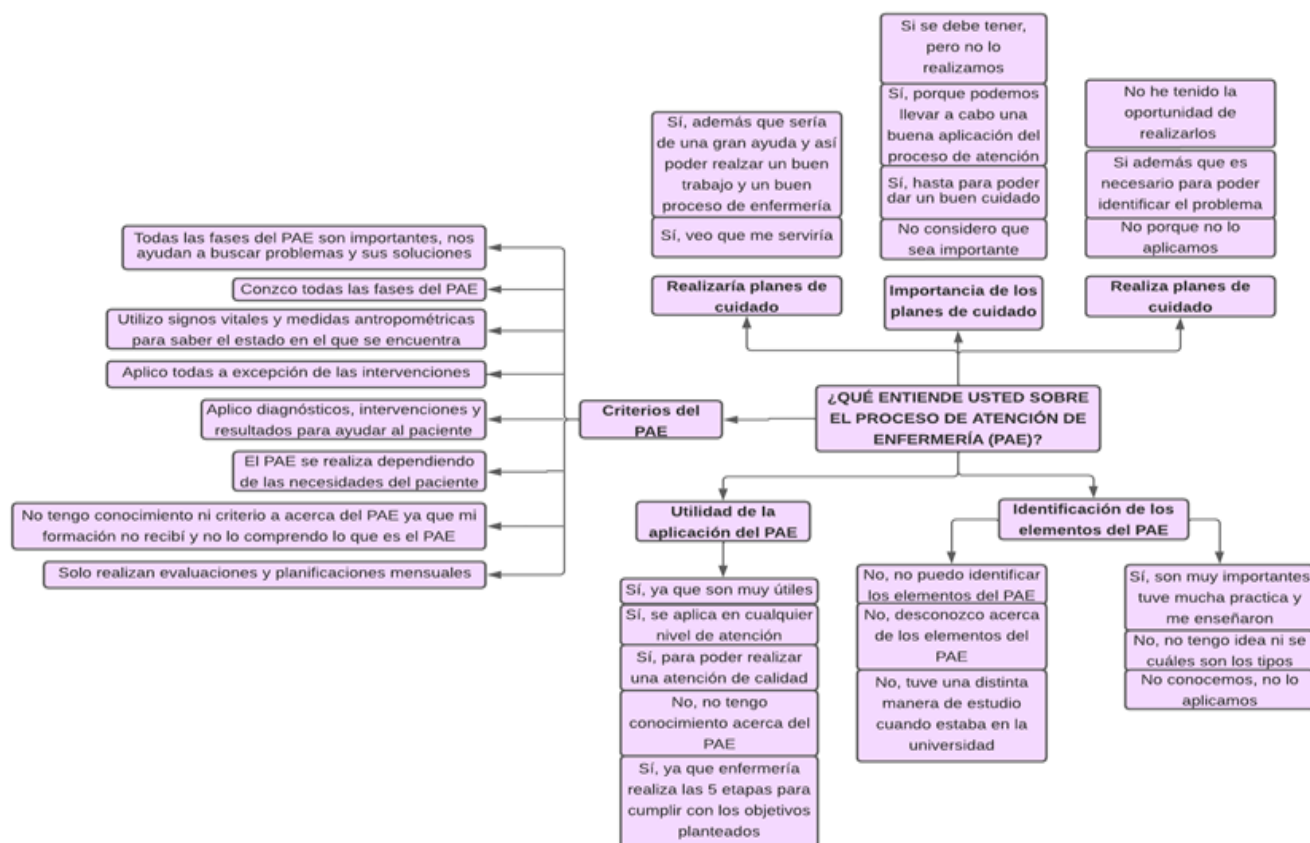 Si se debe tener,
pero no lo
realizamos
Sí, porque podemos
llevar a cabo una
buena aplicación del
proceso de atención
Sí, hasta para poder
dar un buen cuidado
No considero que
sea importante
Importancia de los
planes de cuidado
Sí, además que sería
de una gran ayuda y así
poder realzar un buen
trabajo y un buen
proceso de enfermería
Sí, veo que me serviría
Realizaría planes de
cuidado
No he tenido la
oportunidad de
realizarlos
Si además que es
necesario para poder
identificar el problema
No porque no lo
aplicamos
Realiza planes de
cuidado
¿QUÉ ENTIENDE USTED SOBRE
EL PROCESO DE ATENCIÓN DE
ENFERMERÍA (PAE)?
Criterios del
PAE
Todas las fases del PAE son importantes, nos
ayudan a buscar problemas y sus soluciones
Conzco todas las fases del PAE
Utilizo signos vitales y medidas antropométricas
para saber el estado en el que se encuentra
Aplico todas a excepción de las intervenciones
Aplico diagnósticos, intervenciones y
resultados para ayudar al paciente
El PAE se realiza dependiendo
de las necesidades del paciente
No tengo conocimiento ni criterio a acerca del PAE ya que mi
formación no recibí y no lo comprendo lo que es el PAE
Solo realizan evaluaciones y planificaciones mensuales
Utilidad de la
aplicación del PAE
Sí, ya que son muy útiles
Sí, se aplica en cualquier
nivel de atención
Sí, para poder realizar
una atención de calidad
No, no tengo
conocimiento acerca del
PAE
Sí, ya que enfermería
realiza las 5 etapas para
cumplir con los objetivos
planteados
Identificación de los
elementos del PAE
No, no puedo identificar
los elementos del PAE
No, desconozco acerca
de los elementos del
PAE
No, tuve una distinta
manera de estudio
cuando estaba en la
universidad
Sí, son muy importantes
tuve mucha practica y
me enseñaron
No, no tengo idea ni se
cuáles son los tipos
No conocemos, no lo
aplicamos